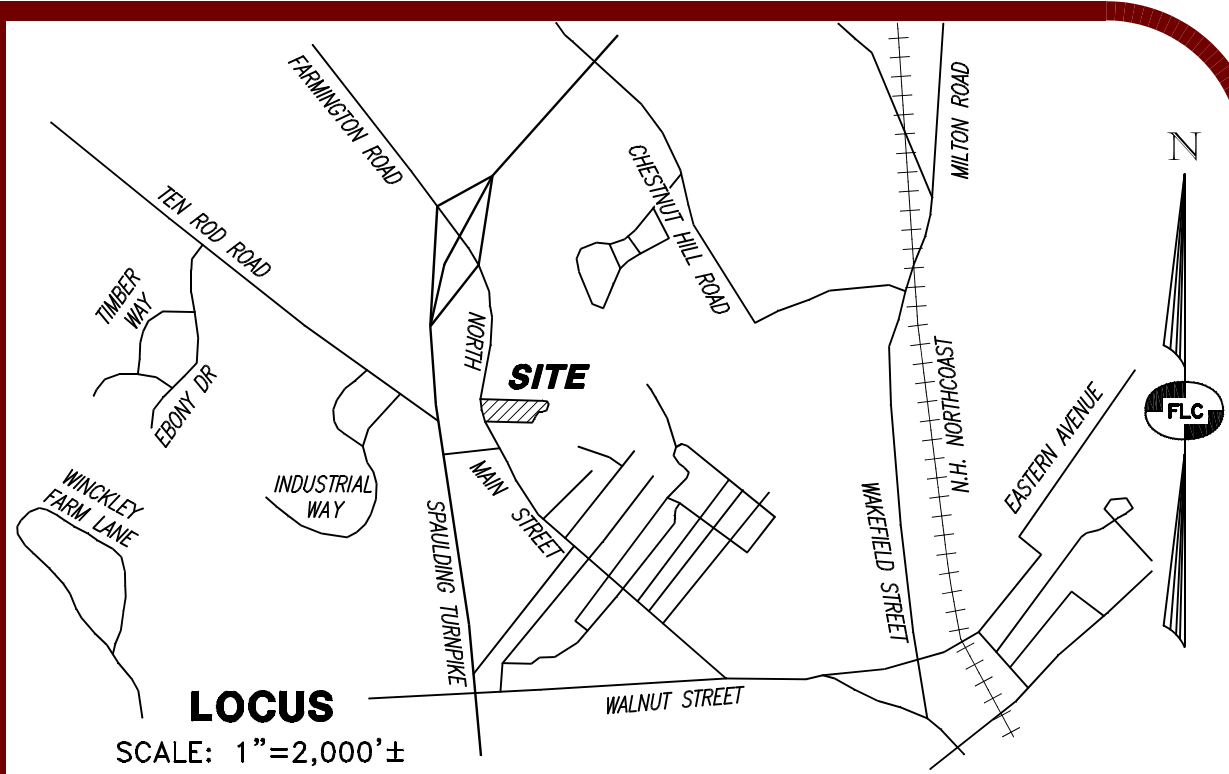 FARMINGTON ROAD
MILTON ROAD
N
CHESTNUT HILL ROAD
TEN ROD ROAD
TIMBER
WAY
NORTH
SITE
EBONY DR
N.H. NORTHCOAST
EASTERN AVENUE
FLC
WINCKLEY
FARM LANE
INDUSTRIAL
WAY
MAIN STREET
SPAULDING TURNPIKE
WAKEFIELD STREET
WALNUT STREET
LOCUS
SCALE: 1"=2,000'±